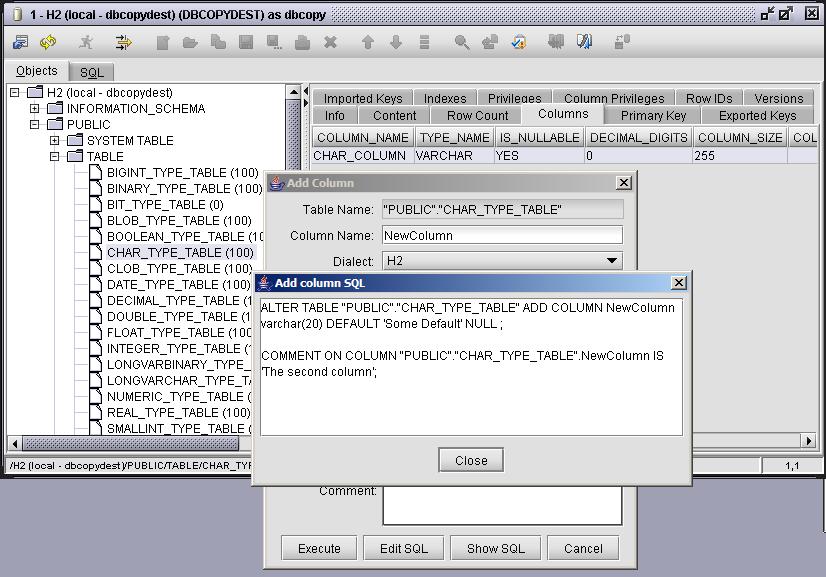 1 - H2 (local - dbcopydest) (DBCOPYDEST) as dbcopy
Objects
SQL
H2 (local - dbcopydest)
INFORMATION_SCHEMA
PUBLIC
SYSTEM TABLE
TABLE
BIGINT_TYPE_TABLE (100)
BINARY_TYPE_TABLE (100)
BIT_TYPE_TABLE (0)
BLOB_TYPE_TABLE (100)
BOOLEAN_TYPE_TABLE (10
CHAR_TYPE_TABLE (100)
CLOB_TYPE_TABLE (100)
DATE_TYPE_TABLE (100)
DECIMAL_TYPE_TABLE (1
DOUBLE_TYPE_TABLE (10
FLOAT_TYPE_TABLE (100)
INTEGER_TYPE_TABLE (
LONGVARBINARY_TYPE_
LONGVARCHAR_TYPE_TA
NUMERIC_TYPE_TABLE (
REAL_TYPE_TABLE (100)
SMALLINT_TYPE_TABLE (
/H2 (local - dbcopydest)/PUBLIC/TABLE/CHAR_TYP
Imported Keys Indexes Privileges Column Privileges Row IDs Versions
Info Content Row Count Columns Primary Key Exported Keys
COLUMN_NAME TYPE_NAME IS_NULLABLE DECIMAL_DIGITS COLUMN_SIZE COL
CHAR_COLUMN VARCHAR YES 0 255
Add Column
Table Name: "PUBLIC"."CHAR_TYPE_TABLE"
Column Name: NewColumn
Dialect: H2
Add column SQL
ALTER TABLE "PUBLIC"."CHAR_TYPE_TABLE" ADD COLUMN NewColumn
varchar(20) DEFAULT 'Some Default' NULL ;
COMMENT ON COLUMN "PUBLIC"."CHAR_TYPE_TABLE".NewColumn IS
'The second column';
Close
1,1
Comment:
Execute Edit SQL Show SQL Cancel